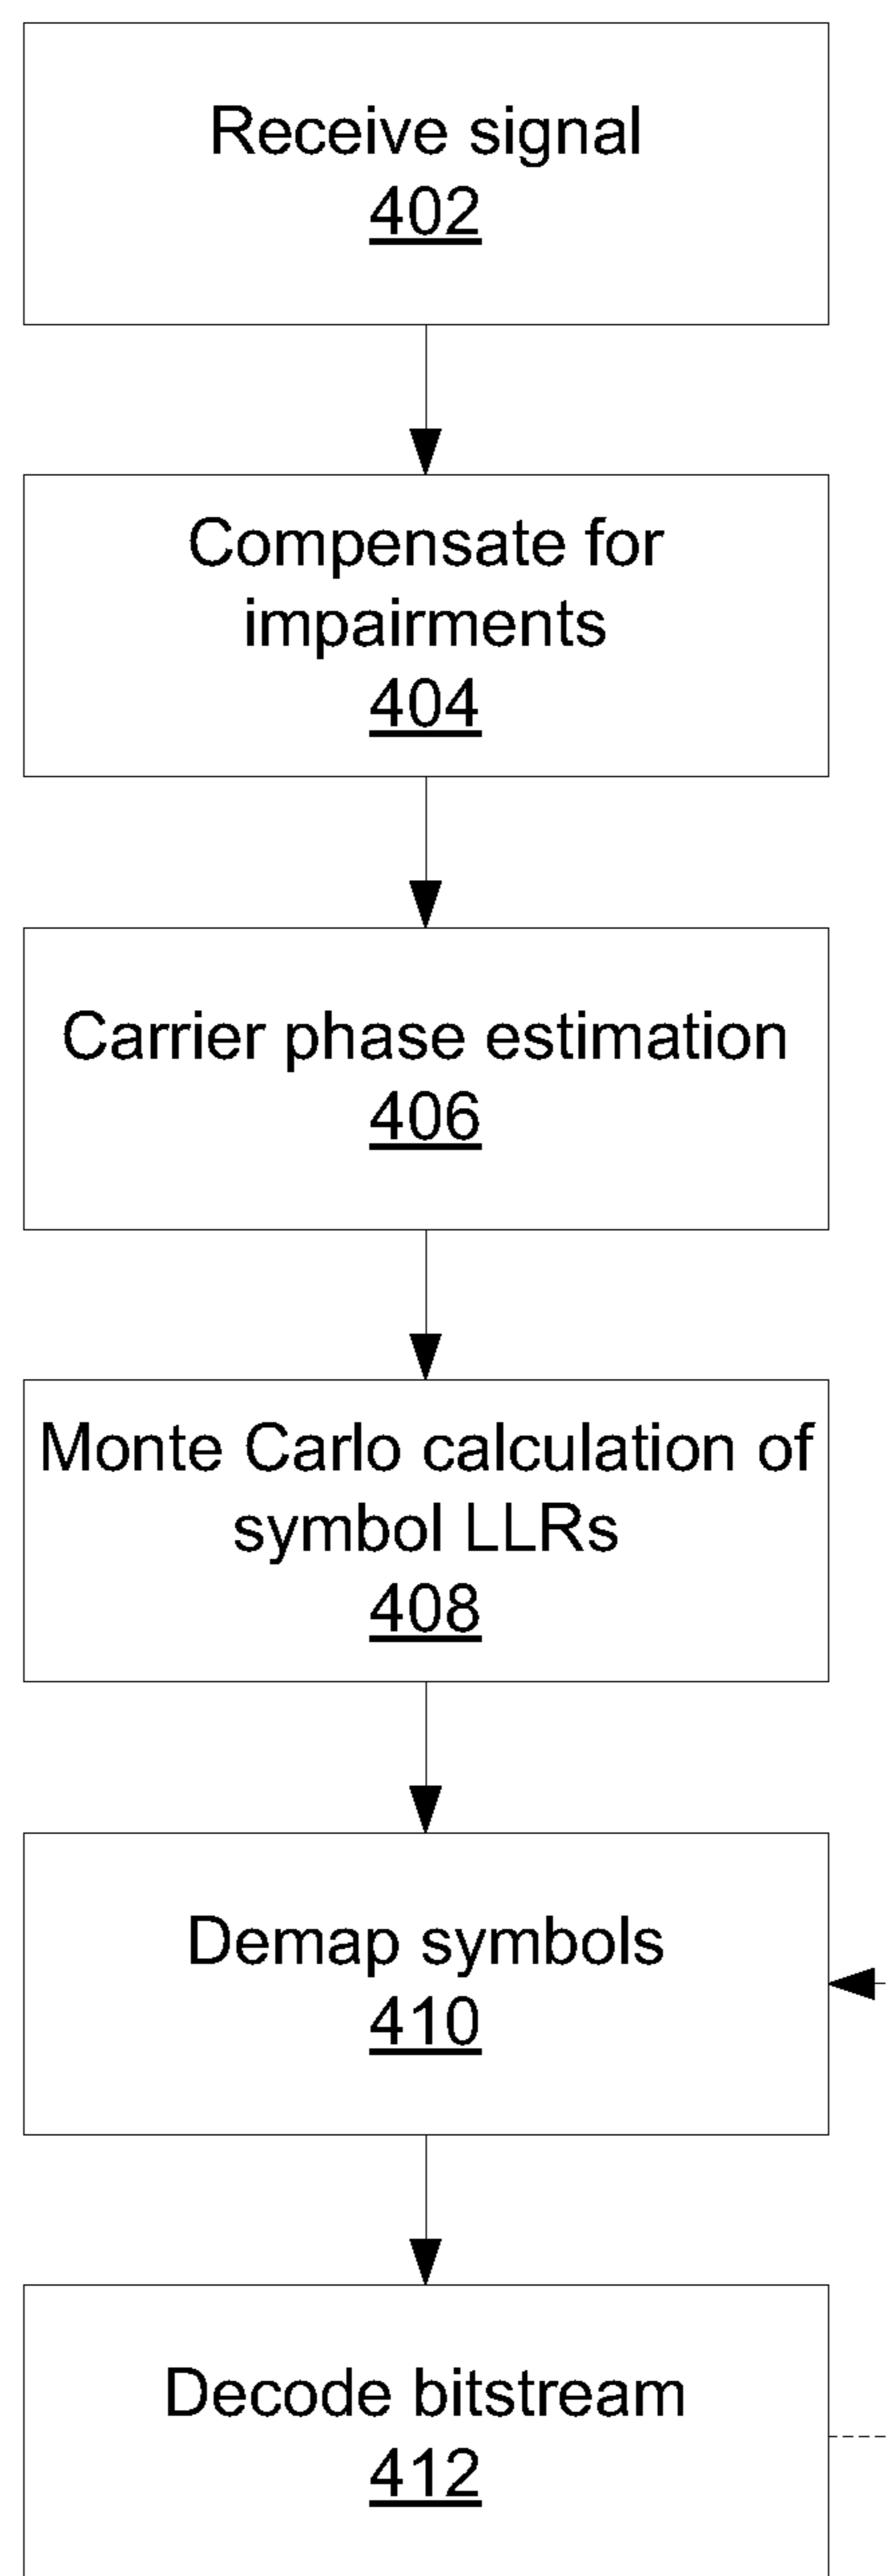 Receive signal
402
Compensate for
impairments
404
Carrier phase estimation
406
Monte Carlo calculation of
symbol LLRs
408
Demap symbols
410
Decode bitstream
412